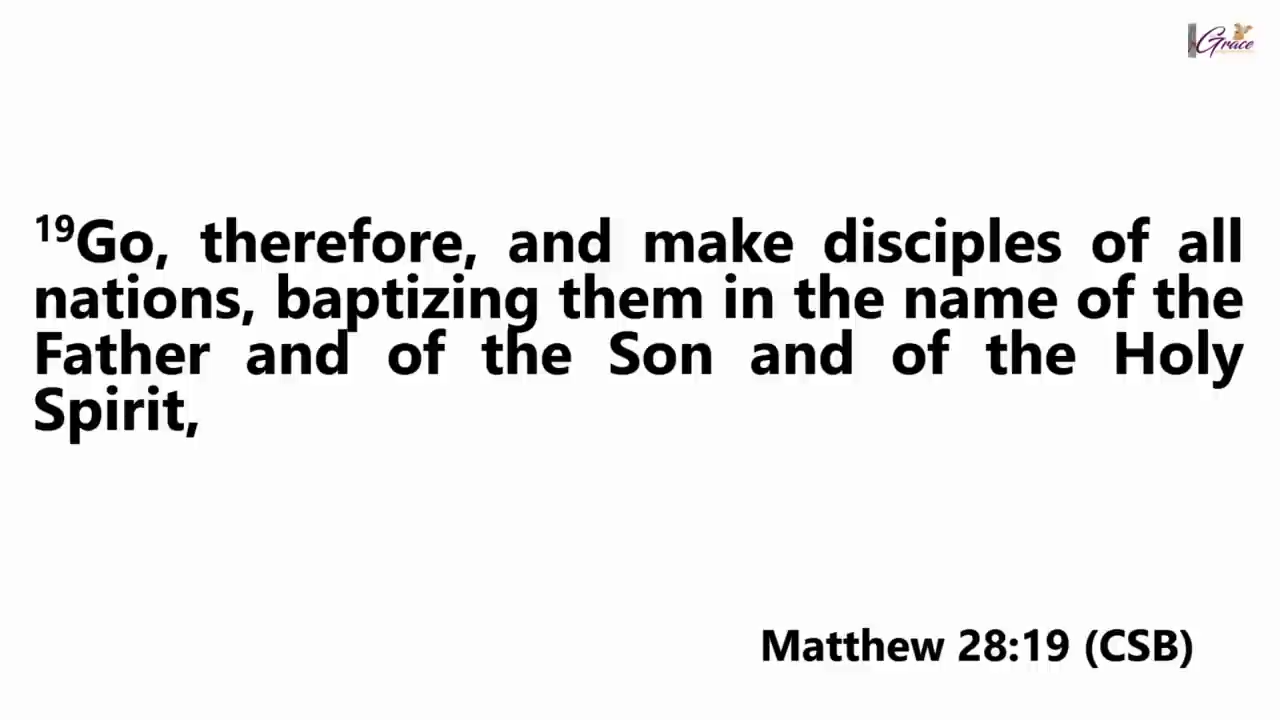 Grace
¹⁹Go, therefore, and make disciples of all
nations, baptizing them in the name of the
Father and of the Son and of the Holy
Spirit,
Matthew 28:19 (CSB)